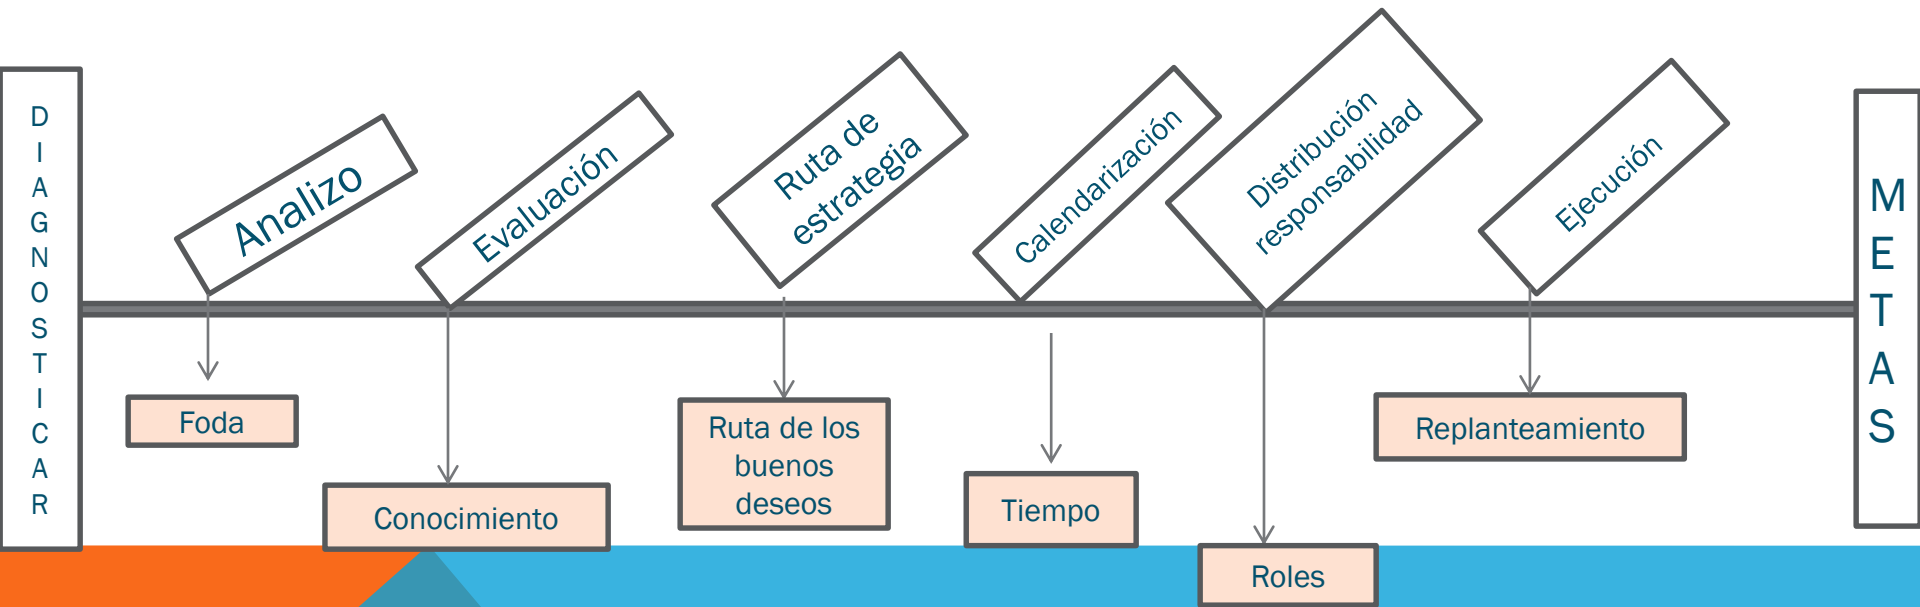 DIAGNOSTICAR
Analizo
Evaluación
Ruta de
estrategia
Calendarización
Distribución
responsabilidad
Ejecución
METAS
Foda
Conocimiento
Ruta de los
buenos
deseos
Tiempo
Roles
Replanteamiento